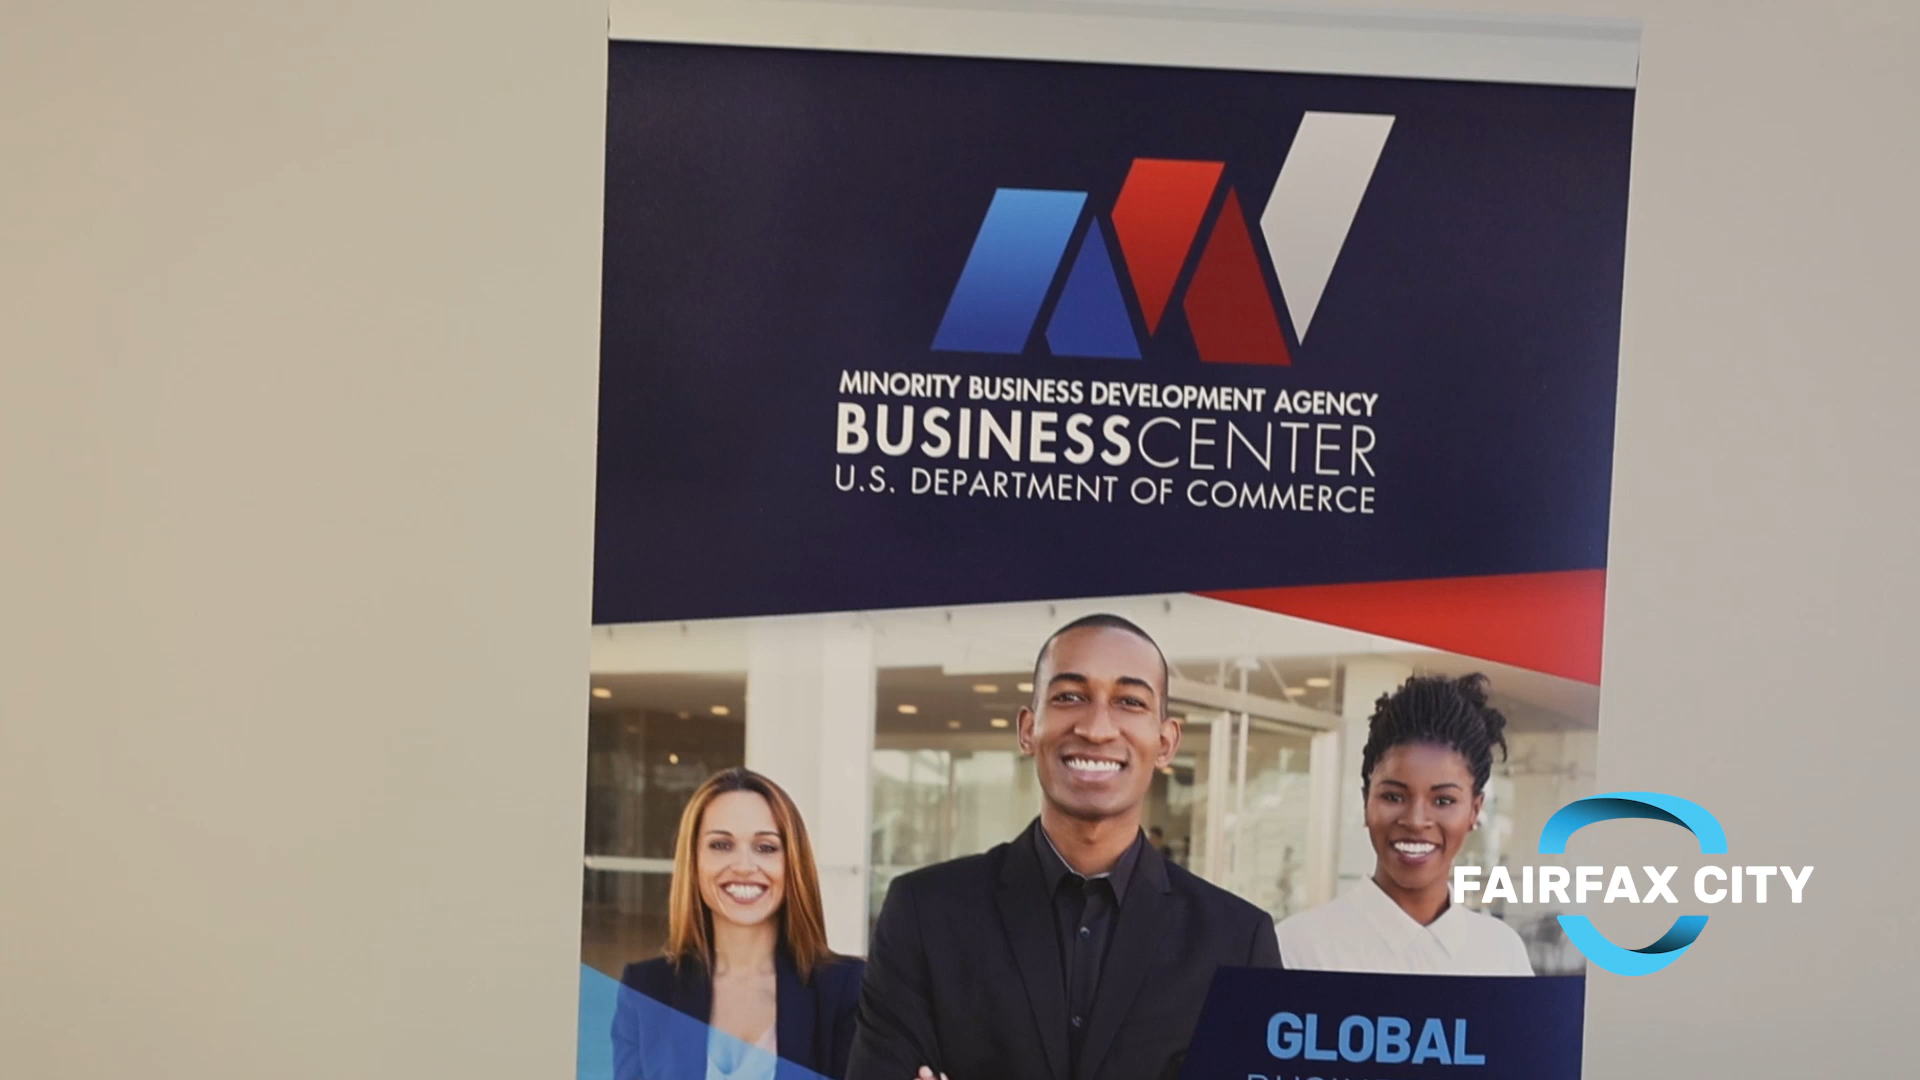 MINORITY BUSINESS DEVELOPMENT AGENCY
BUSINESSCENTER
U.S. DEPARTMENT OF COMMERCE
FAIRFAX CITY
GLOBAL